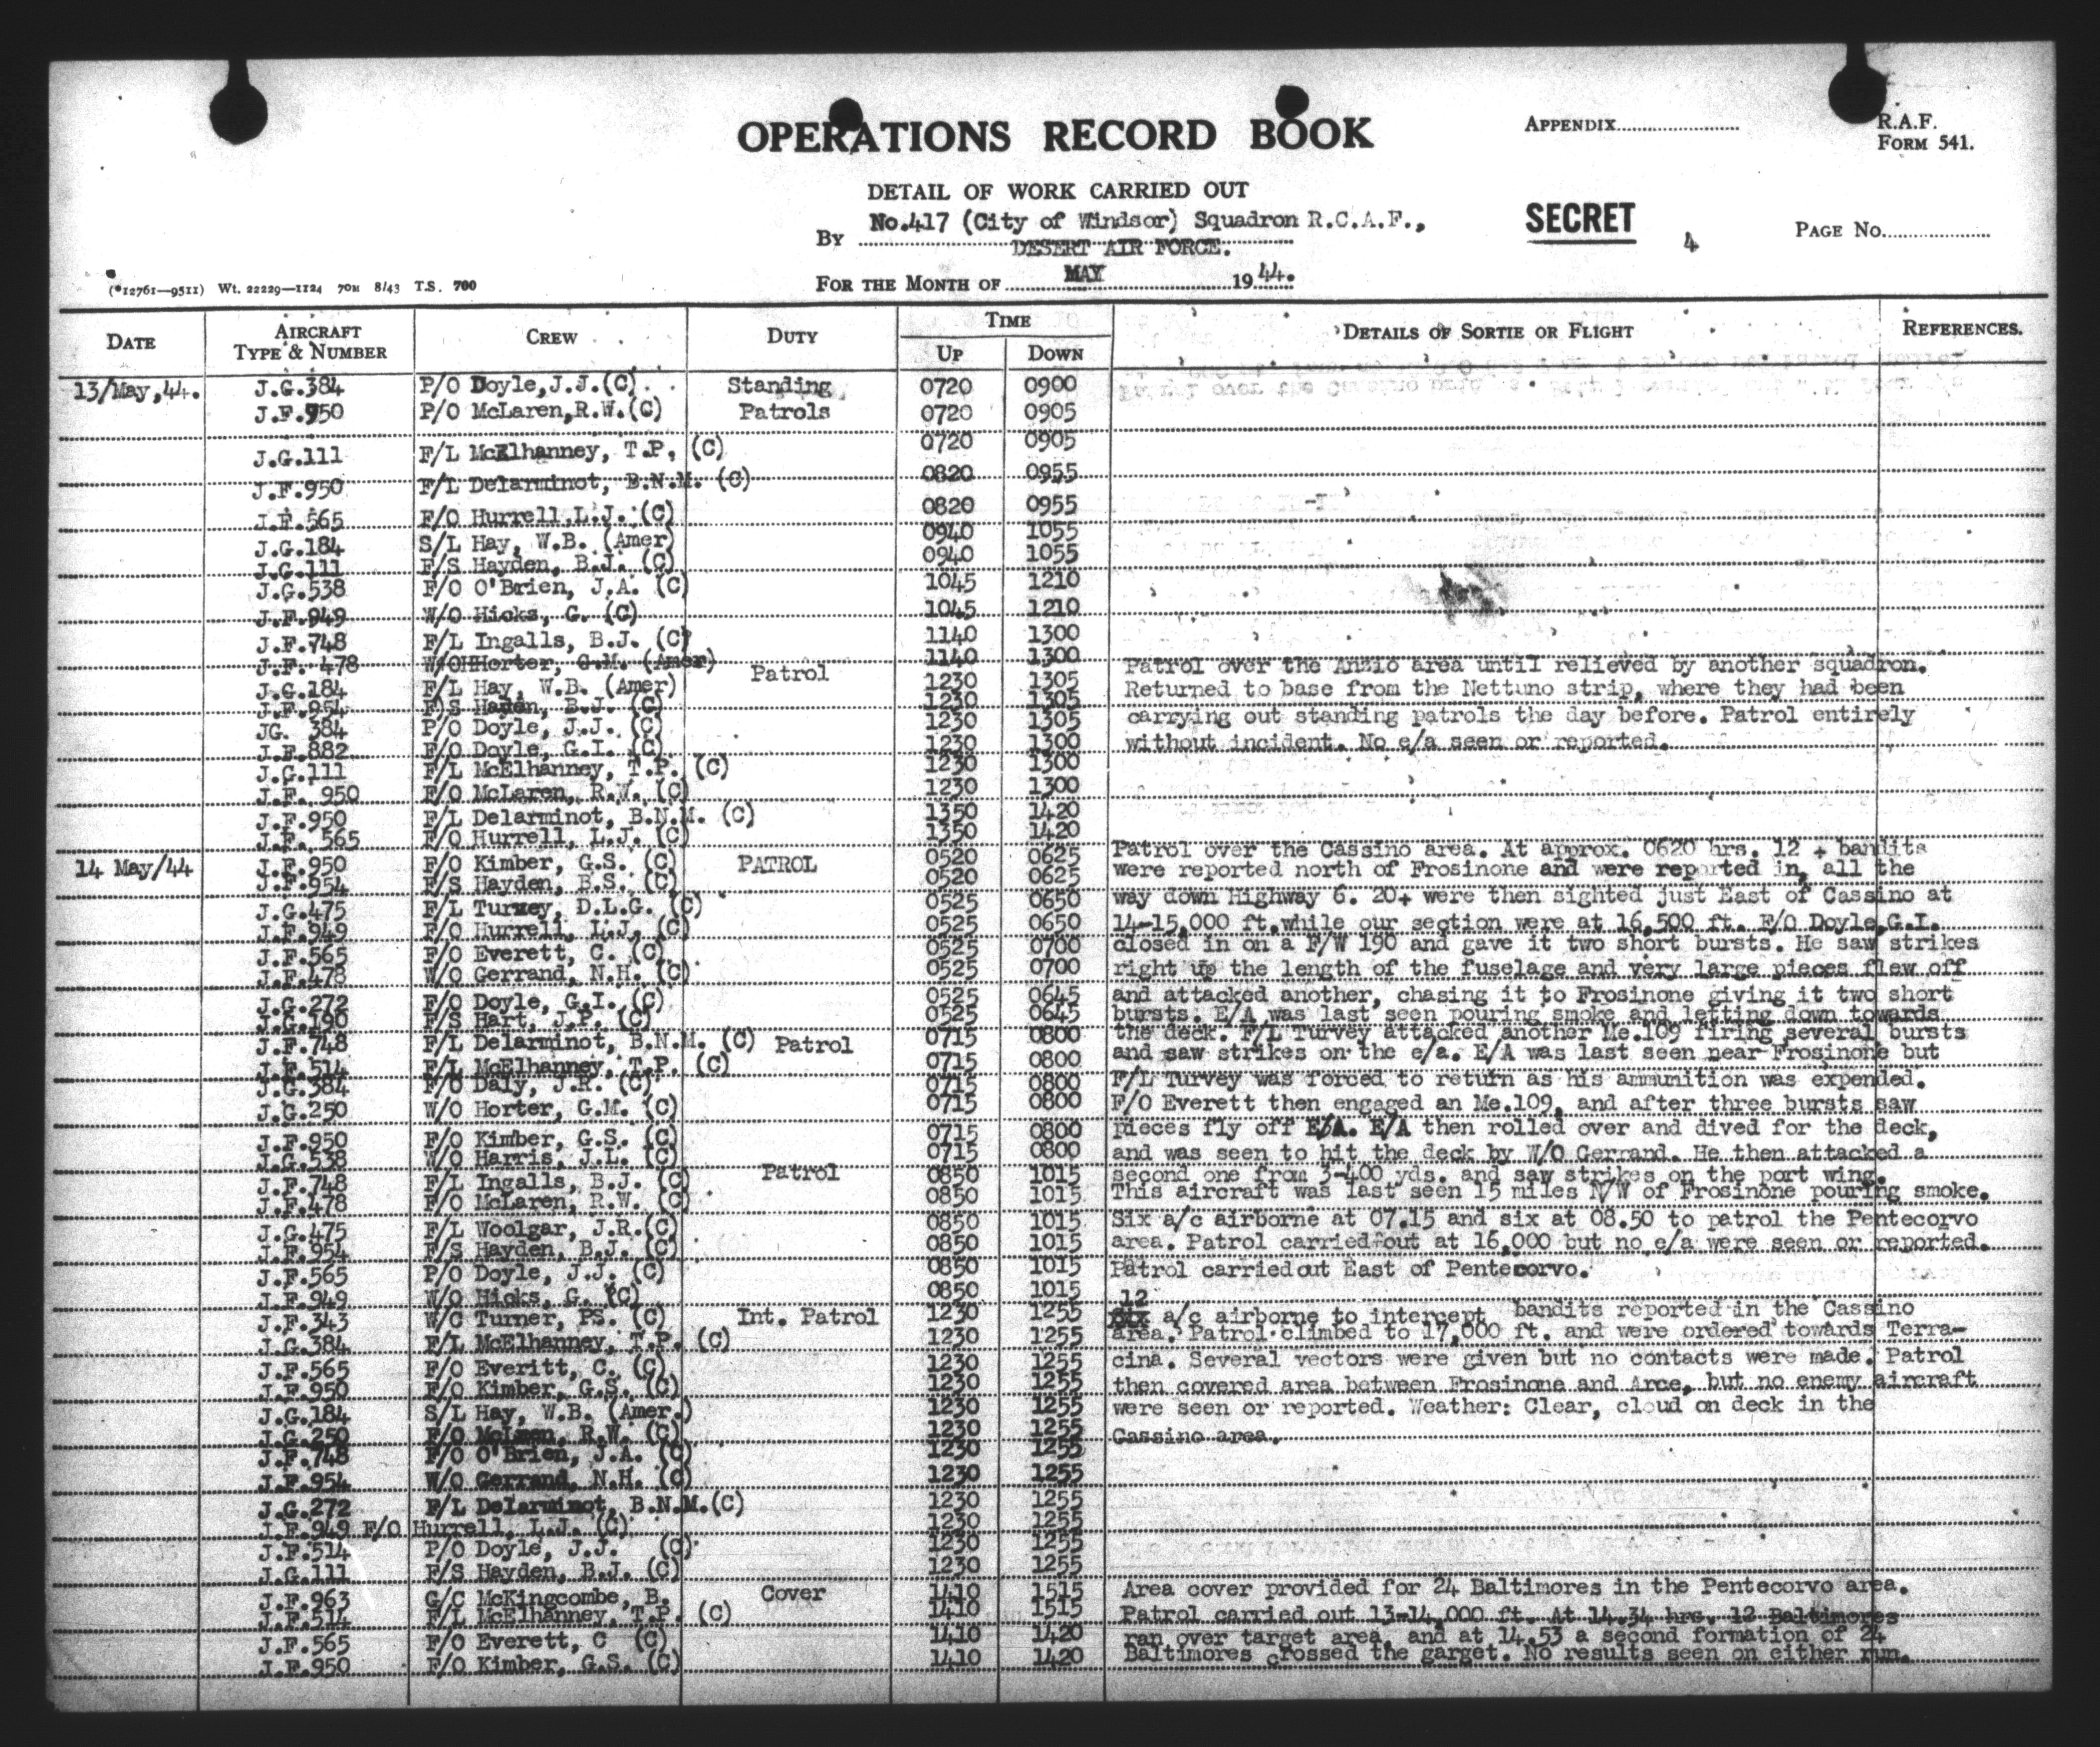 OPERATIONS RECORD BOOK
APPENDIX
R.A.F.
FORM 541.
DETAIL OF WORK CARRIED OUT
By No.417 (City of Windsor) Squadron R.C.A.F.,
DESERT AIR FORCE.
SECRET
4
PAGE No.
FOR THE MONTH OF MAY 1944.
(*12761—9511) Wt. 22229—1124 70M 8/43 T.S. 700
DATE AIRCRAFT TYPE & NUMBER CREW DUTY TIME UP DOWN DETAILS OF SORTIE OR FLIGHT REFERENCES.
13/May,44. J.G.384 P/O Doyle,J.J.(C) Standing 0720 0900
J.F.950 P/O McLaren,R.W.(C) Patrols 0720 0905
J.G.111 F/L McElhanney, T.P. (C) 0720 0905
J.F.950 F/L Delarminot, B.N.M. (C) 0820 0955
J.F.565 F/O Hurrell,L.J. (C) 0820 0955
J.G.184 S/L Hay, W.B. (Amer) 0940 1055
J.G.111 F/S Hayden, B.J. (C) 0940 1055
J.G.538 F/O O'Brien, J.A. (C) 1045 1210
J.F.949 W/O Hicks, G. (C) 1045 1210
J.F.748 F/L Ingalls, B.J. (C) 1140 1300
J.F. 478 W/OHHorter, G.M. (Amer) 1140 1300 Patrol over the Anzio area until relieved by another squadron.
J.G.184 F/L Hay, W.B. (Amer) Patrol 1230 1305 Returned to base from the Nettuno strip, where they had been
J.F.954 F/S Haden, B.J. (C) 1230 1305
JG. 384 P/O Doyle, J.J. (C) 1230 1305 carrying out standing patrols the day before. Patrol entirely
J.F.882 F/O Doyle, G.I. (C) 1230 1300 without incident. No e/a seen or reported.
J.G.111 F/L McElhanney, T.P. (C) 1230 1300
J.F. 950 F/O McLaren, R.W. (C) 1230 1300
J.F.950 F/L Delarminot, B.N.M. (C) 1350 1420
J.F. 565 F/O Hurrell, L.J. (C) 1350 1420
14 May/44 J.F.950 F/O Kimber, G.S. (C) PATROL 0520 0625 Patrol over the Cassino area. At approx. 0620 hrs. 12 + bandits
J.F.954 F/S Hayden, B.S. (C) 0520 0625 were reported north of Frosinone and were reported in, all the
J.G.475 F/L Turvey, D.L.G. (C) 0525 0650 way down Highway 6. 20+ were then sighted just East of Cassino at
J.F.949 F/O Hurrell, L.J. (C) 0525 0650 14-15,000 ft.while our section were at 16,500 ft. F/O Doyle,G.I.
J.F.565 F/O Everett, C. (C) 0525 0700 closed in on a F/W 190 and gave it two short bursts. He saw strikes
J.F.478 W/O Gerrand, N.H. (C) 0525 0700 right up the length of the fuselage and very large pieces flew off
J.G.272 F/O Doyle, G.I. (C) 0525 0645 and attacked another, chasing it to Frosinone giving it two short
J.G.190 F/S Hart, J.P. (C) 0525 0645 bursts. E/A was last seen pouring smoke and letting down towards
J.F.748 F/L Delarminot, B.N.M. (C) Patrol 0715 0800 the deck. F/L Turvey attacked another Me.109 firing several bursts
J.F.514 F/L McElhanney, T.P. (C) 0715 0800 and saw strikes on the e/a. E/A was last seen near Frosinone but
J.G.384 F/O Daly, J.R. (C) 0715 0800 F/L Turvey was forced to return as his ammunition was expended.
J.G.250 W/O Horter, G.M. (C) 0715 0800 F/O Everett then engaged an Me.109, and after three bursts saw
J.F.950 F/O Kimber, G.S. (C) 0715 0800 pieces fly off E/A. E/A then rolled over and dived for the deck,
J.G.538 W/O Harris, J.L. (C) 0715 0800 and was seen to hit the deck by W/O Gerrand. He then attacked a
J.F.748 F/L Ingalls, B.J. (C) Patrol 0850 1015 second one from 3-400 yds. and saw strikes on the port wing.
J.F.478 F/O McLaren, R.W. (C) 0850 1015 This aircraft was last seen 15 miles N/W of Frosinone pouring smoke.
J.G.475 F/L Woolgar, J.R.(C) 0850 1015 Six a/c airborne at 07.15 and six at 08.50 to patrol the Pentecorvo
J.F.954 F/S Hayden, B.J. (C) 0850 1015 area. Patrol carried out at 16,000 but no e/a were seen or reported.
J.F.565 P/O Doyle, J.J. (C) 0850 1015 Patrol carried out East of Pentecorvo.
J.F.949 W/O Hicks, G. (C) 0850 1015 12
J.F.343 W/C Turner, PS. (C) Int. Patrol 1230 1255 Six a/c airborne to intercept bandits reported in the Cassino
J.G.384 F/L McElhanney, T.P. (C) 1230 1255 area. Patrol climbed to 17,000 ft. and were ordered towards Terra-
J.F.565 F/O Everitt, C. (C) 1230 1255 cina. Several vectors were given but no contacts were made. Patrol
J.F.950 F/O Kimber, G.S. (C) 1230 1255 then covered area between Frosinone and Arce, but no enemy aircraft
J.G.184 S/L Hay, W.B. (Amer.) 1230 1255 were seen or reported. Weather: Clear, cloud on deck in the
J.G.250 F/O McLaren, R.W. (C) 1230 1255 Cassino area.
J.F.748 F/O O'Brien, J.A. (C) 1230 1255
J.F.954 W/O Gerrand, N.H. (C) 1230 1255
J.G.272 F/L Delarminot, B.N.M.(C) 1230 1255
J.F.949 F/O Hurrell, L.J. (C) 1230 1255
J.F.514 P/O Doyle, J.J. (C) 1230 1255
J.G.111 F/S Hayden, B.J. (C) 1230 1255
J.F.963 G/C McKingcombe, B. Cover 1410 1515 Area cover provided for 24 Baltimores in the Pentecorvo area.
J.F.514 F/L McElhanney, T.P. (C) 1410 1515 Patrol carried out 13-14,000 ft. At 14.34 hrs. 12 Baltimores
J.F.565 F/O Everett, C (C) 1410 1420 ran over target area, and at 14.53 a second formation of 24
J.F.950 F/O Kimber, G.S. (C) 1410 1420 Baltimores crossed the garget. No results seen on either run.